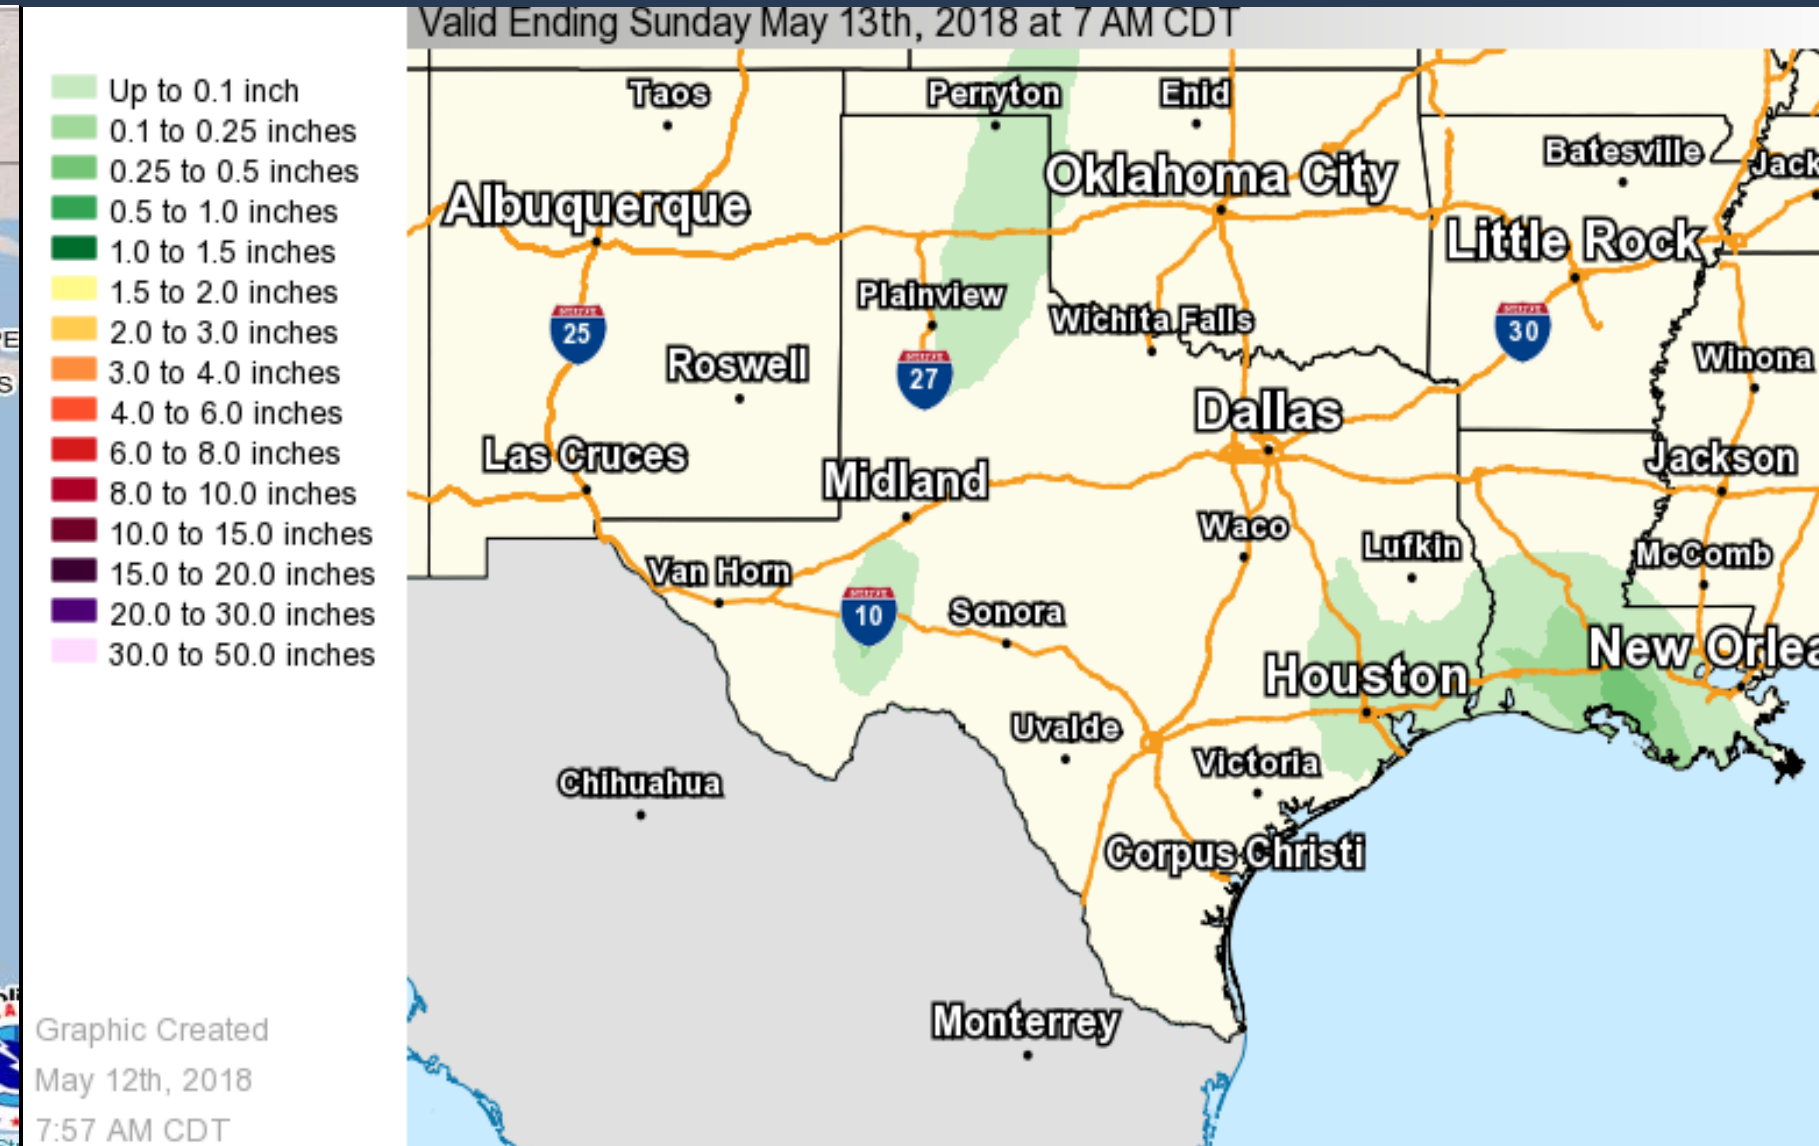 Valid Ending Sunday May 13th, 2018 at 7 AM CDT
Up to 0.1 inch
0.1 to 0.25 inches
0.25 to 0.5 inches
0.5 to 1.0 inches
1.0 to 1.5 inches
1.5 to 2.0 inches
2.0 to 3.0 inches
3.0 to 4.0 inches
4.0 to 6.0 inches
6.0 to 8.0 inches
8.0 to 10.0 inches
10.0 to 15.0 inches
15.0 to 20.0 inches
20.0 to 30.0 inches
30.0 to 50.0 inches
Graphic Created
May 12th, 2018
7:57 AM CDT
Taos
Perryton
Enid
Batesville
Jack
Oklahoma City
Albuquerque
Little Rock
Plainview
Wichita Falls
25
30
Roswell
27
Winona
Dallas
Las Cruces
Midland
Jackson
Waco
Lufkin
McComb
Van Horn
10
Sonora
New Orlea
Houston
Uvalde
Victoria
Chihuahua
Corpus Christi
Monterrey